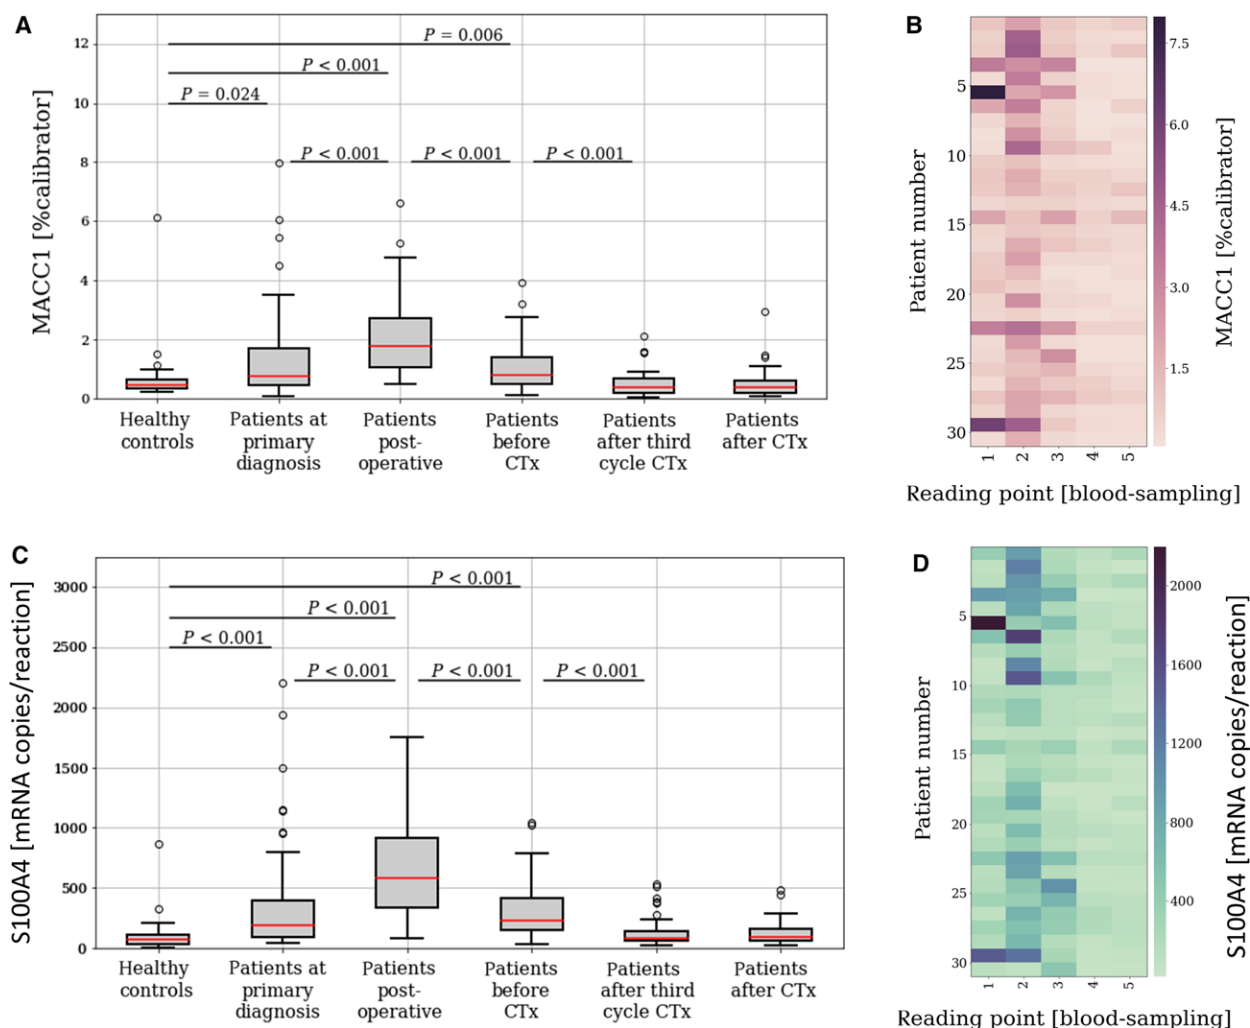 A
12
10
8
6
4
2
0
MACC1 [%calibrator]
P = 0.006
P < 0.001
P = 0.024
P < 0.001
P < 0.001
P < 0.001
Healthy
controls
Patients at
primary
diagnosis
Patients
post-
operative
Patients
before
CTx
Patients
after third
cycle CTx
Patients
after CTx
B
5
10
15
20
25
30
Patient number
1 2 3 4 5
Reading point [blood-sampling]
7.5
6.0
4.5
3.0
1.5
MACC1 [%calibrator]
C
3000
2500
2000
1500
1000
500
0
S100A4 [mRNA copies/reaction]
P < 0.001
P < 0.001
P < 0.001
P < 0.001
P < 0.001
P < 0.001
Healthy
controls
Patients at
primary
diagnosis
Patients
post-
operative
Patients
before
CTx
Patients
after third
cycle CTx
Patients
after CTx
D
5
10
15
20
25
30
Patient number
1 2 3 4 5
Reading point [blood-sampling]
2000
1600
1200
800
400
S100A4 [mRNA copies/reaction]